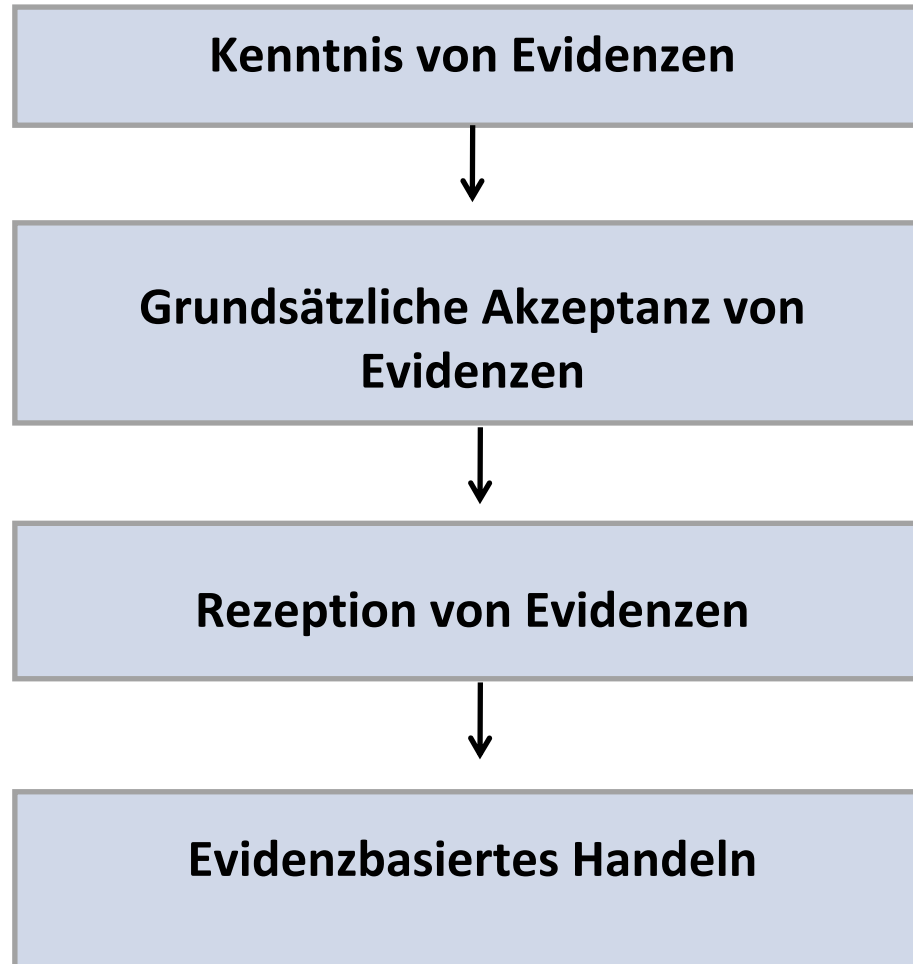 Kenntnis von Evidenzen
Grundsätzliche Akzeptanz von
Evidenzen
Rezeption von Evidenzen
Evidenzbasiertes Handeln